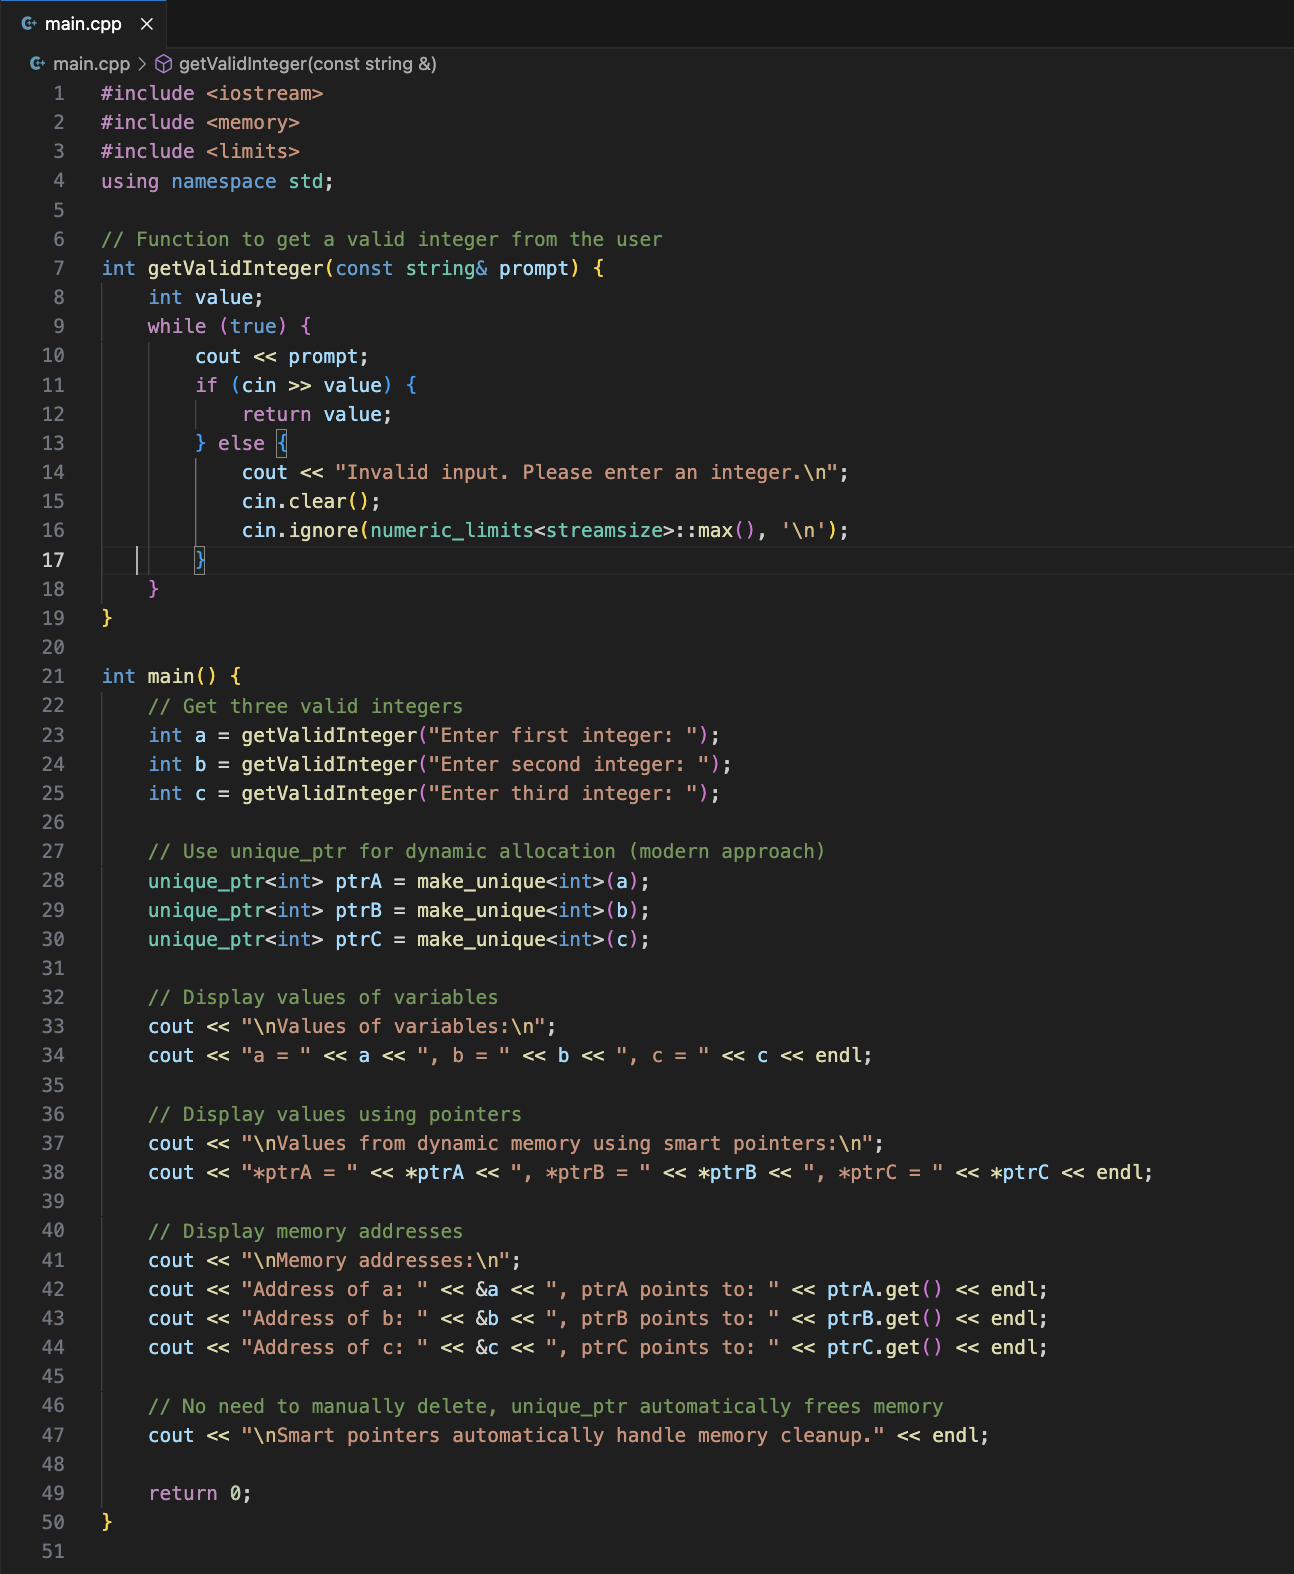 main.cpp
main.cpp > getValidInteger(const string &)
1 #include <iostream>
2 #include <memory>
3 #include <limits>
4 using namespace std;
5
6 // Function to get a valid integer from the user
7 int getValidInteger(const string& prompt) {
8     int value;
9     while (true) {
10         cout << prompt;
11         if (cin >> value) {
12             return value;
13         } else {
14             cout << "Invalid input. Please enter an integer.\n";
15             cin.clear();
16             cin.ignore(numeric_limits<streamsize>::max(), '\n');
17         }
18     }
19 }
20
21 int main() {
22     // Get three valid integers
23     int a = getValidInteger("Enter first integer: ");
24     int b = getValidInteger("Enter second integer: ");
25     int c = getValidInteger("Enter third integer: ");
26
27     // Use unique_ptr for dynamic allocation (modern approach)
28     unique_ptr<int> ptrA = make_unique<int>(a);
29     unique_ptr<int> ptrB = make_unique<int>(b);
30     unique_ptr<int> ptrC = make_unique<int>(c);
31
32     // Display values of variables
33     cout << "\nValues of variables:\n";
34     cout << "a = " << a << ", b = " << b << ", c = " << c << endl;
35
36     // Display values using pointers
37     cout << "\nValues from dynamic memory using smart pointers:\n";
38     cout << "*ptrA = " << *ptrA << ", *ptrB = " << *ptrB << ", *ptrC = " << *ptrC << endl;
39
40     // Display memory addresses
41     cout << "\nMemory addresses:\n";
42     cout << "Address of a: " << &a << ", ptrA points to: " << ptrA.get() << endl;
43     cout << "Address of b: " << &b << ", ptrB points to: " << ptrB.get() << endl;
44     cout << "Address of c: " << &c << ", ptrC points to: " << ptrC.get() << endl;
45
46     // No need to manually delete, unique_ptr automatically frees memory
47     cout << "\nSmart pointers automatically handle memory cleanup." << endl;
48
49     return 0;
50 }
51